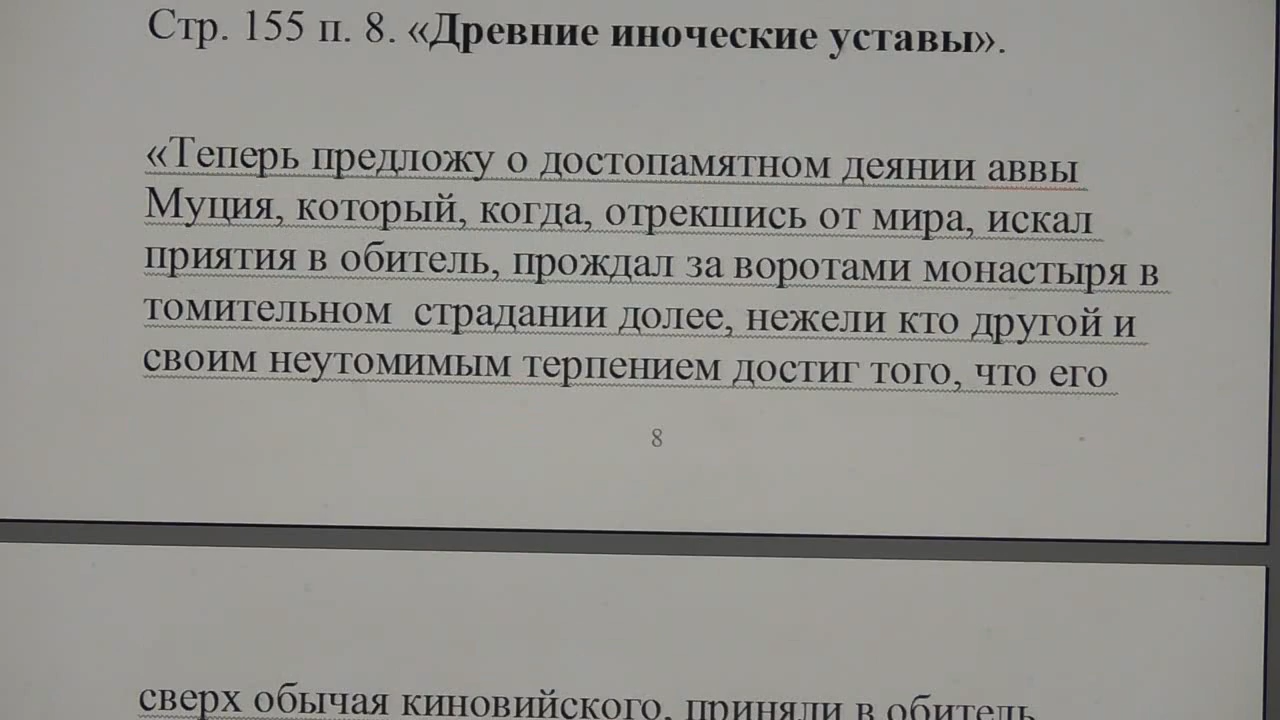 Стр. 155 п. 8. «Древние иноческие уставы».
«Теперь предложу о достопамятном деянии аввы
Муция, который, когда, отрекшись от мира, искал
приятия в обитель, прождал за воротами монастыря в
томительном страдании долее, нежели кто другой и
своим неутомимым терпением достиг того, что его
8
сверх обычая киновийского, приняли в обитель